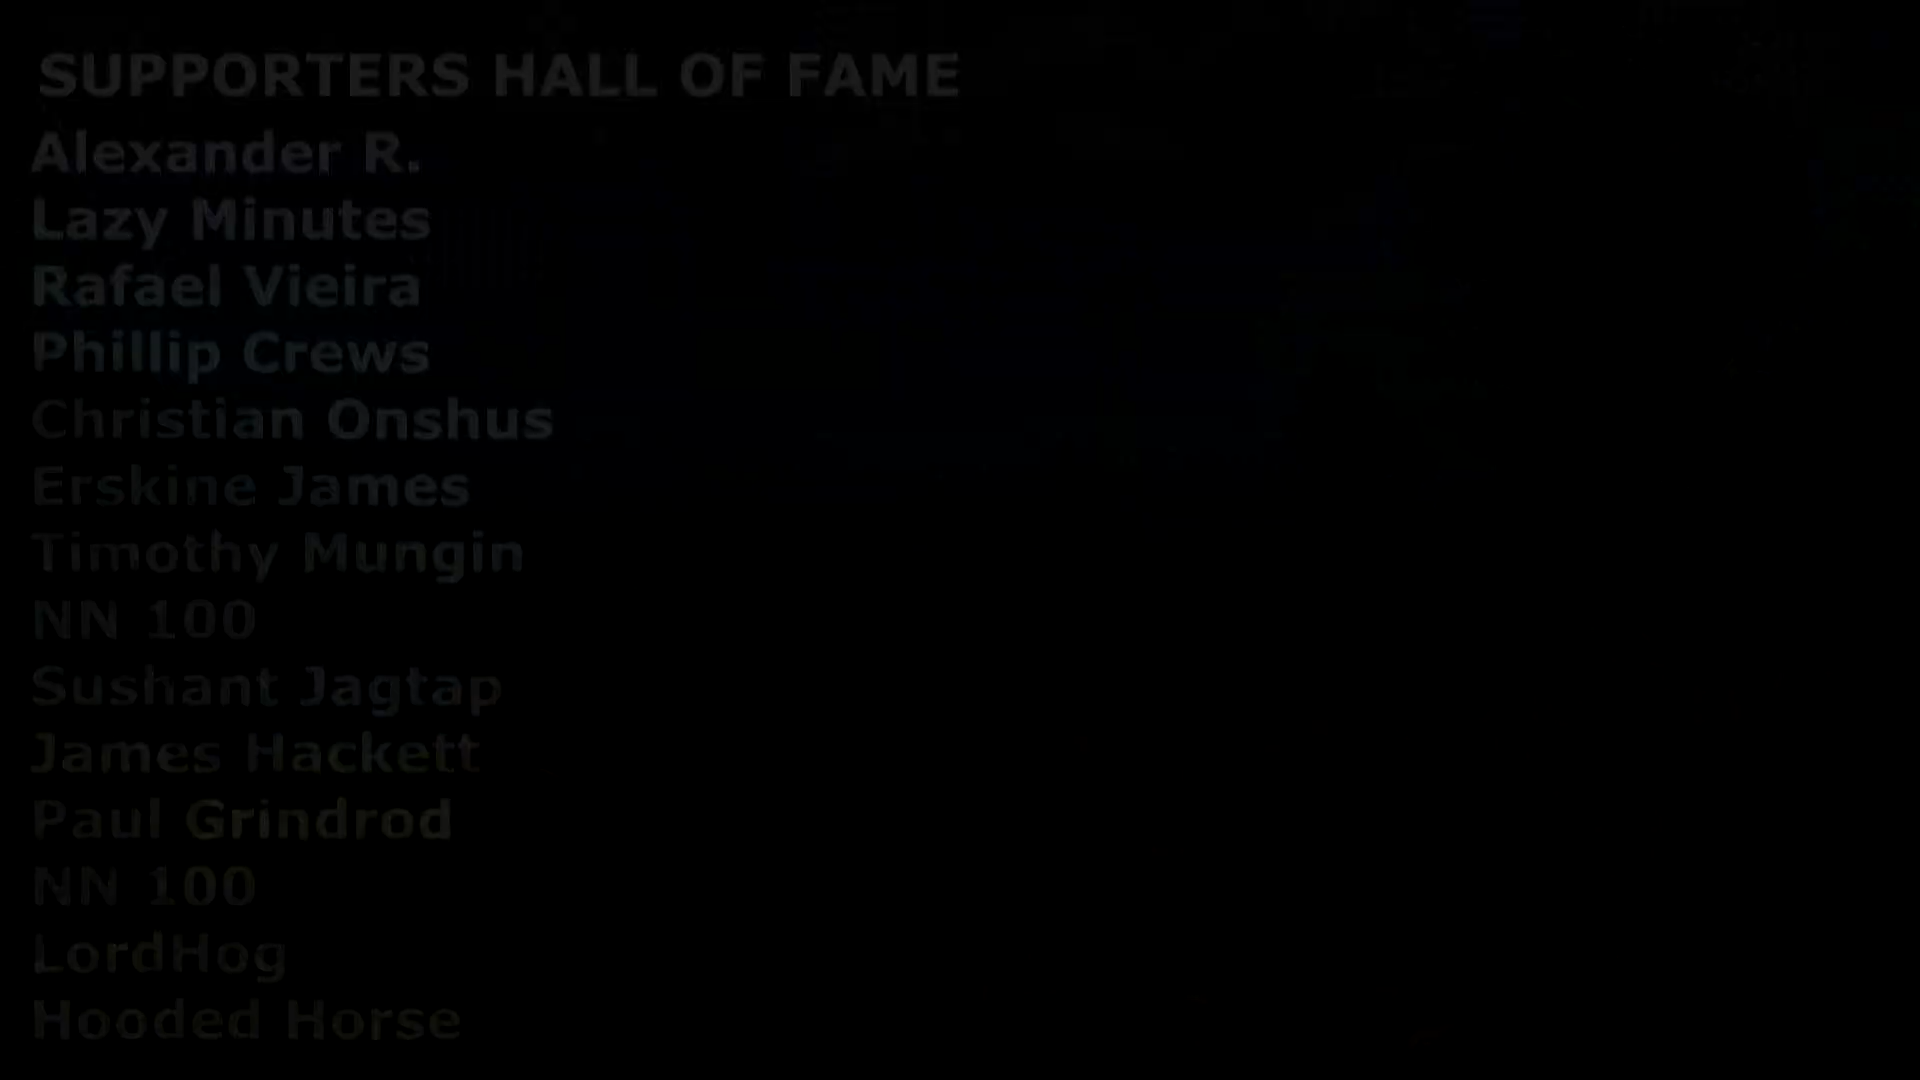 SUPPORTERS HALL OF FAME
Alexander R.
Lazy Minutes
Rafael Vieira
Phillip Crews
Christian Onshus
Erskine James
Timothy Mungin
NN 100
Sushant Jagtap
James Hackett
Paul Grindrod
NN 100
LordHog
Hooded Horse